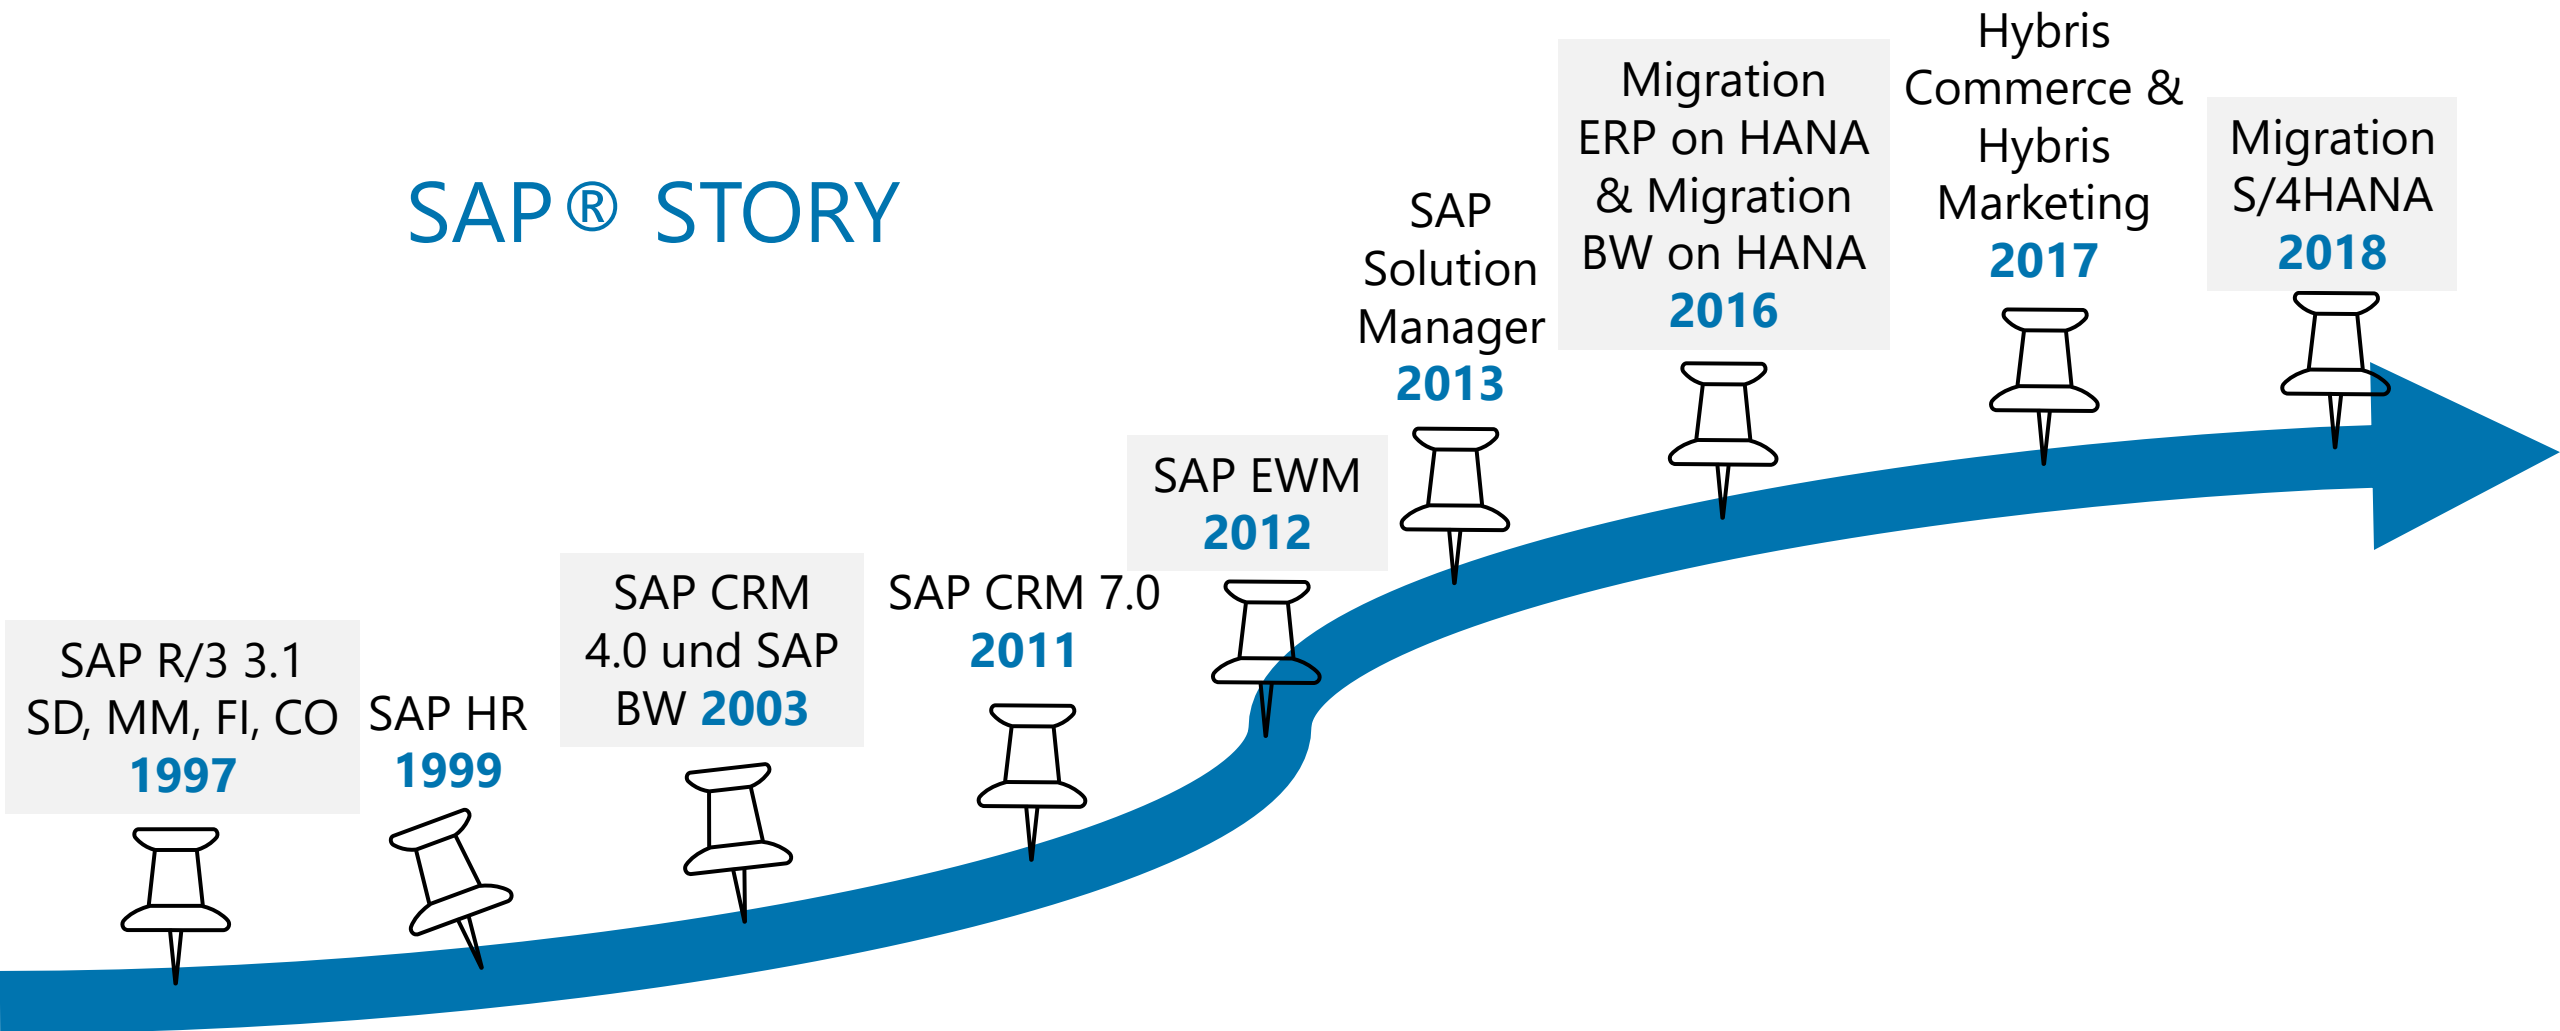 SAP® STORY
SAP R/3 3.1
SD, MM, FI, CO
1997
SAP HR
1999
SAP CRM
4.0 und SAP
BW 2003
SAP CRM 7.0
2011
SAP EWM
2012
SAP
Solution
Manager
2013
Migration
ERP on HANA
& Migration
BW on HANA
2016
Hybris
Commerce &
Hybris
Marketing
2017
Migration
S/4HANA
2018